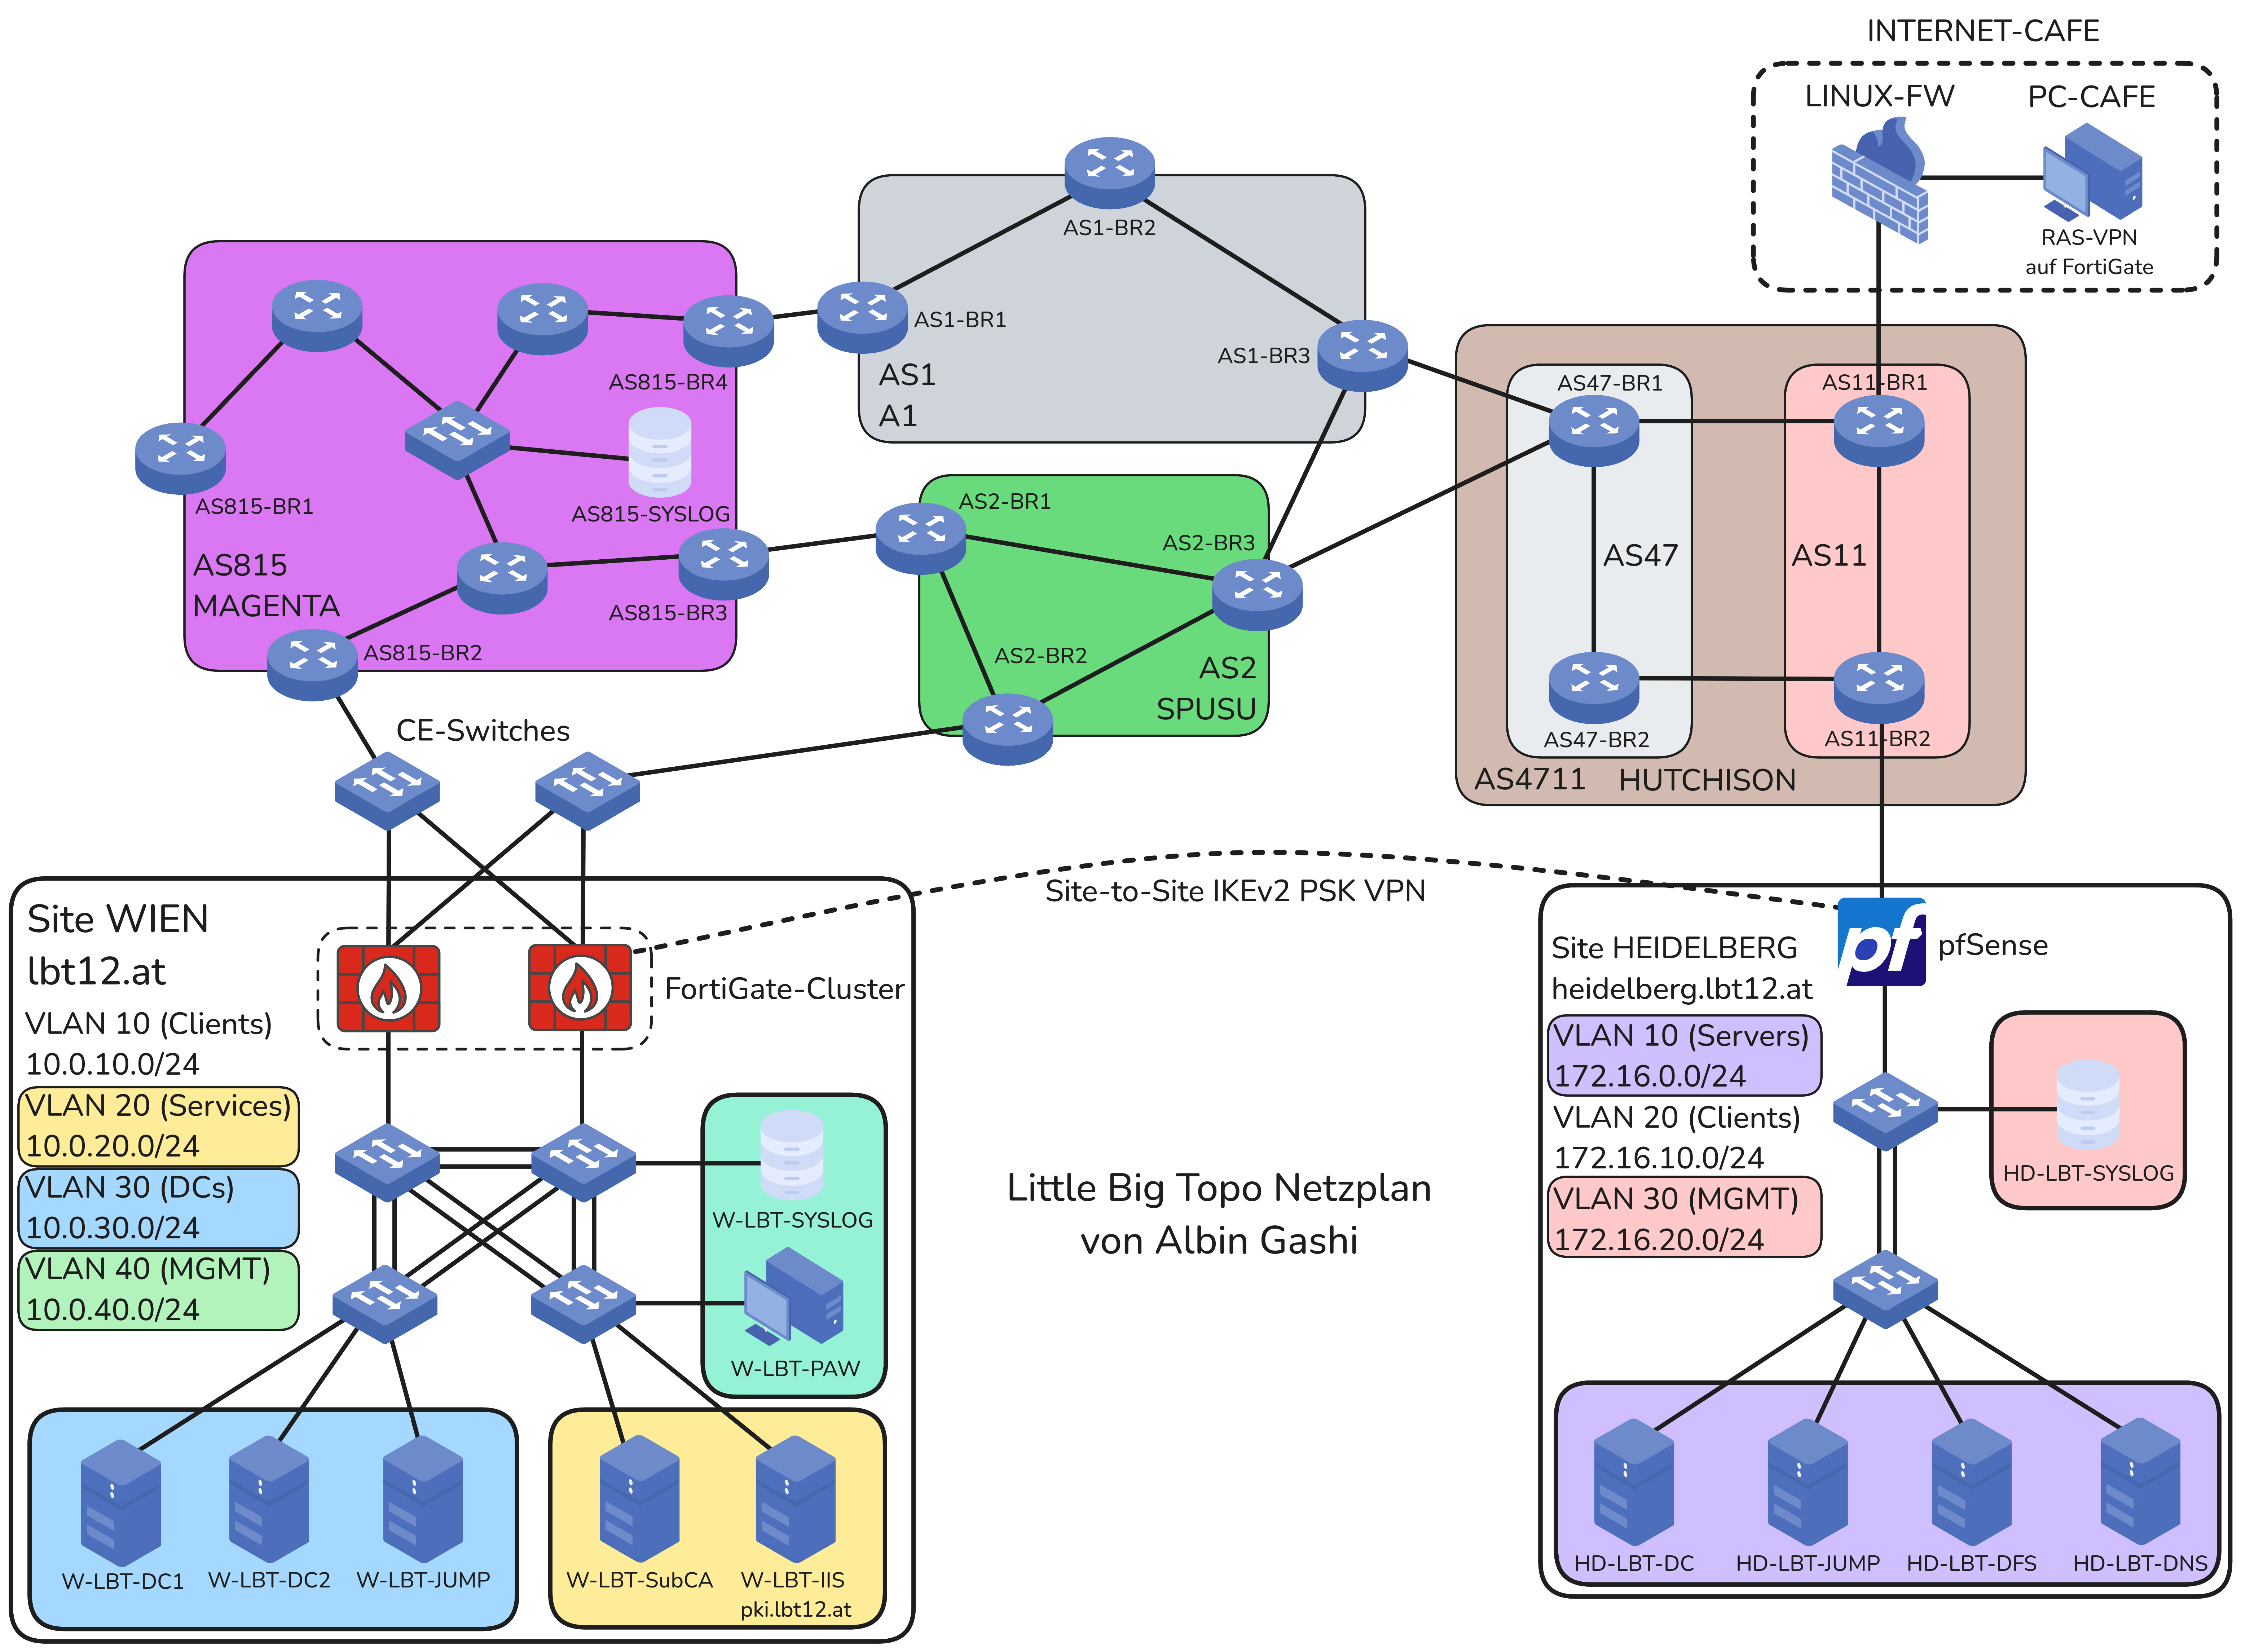 INTERNET-CAFE
LINUX-FW
PC-CAFE
RAS-VPN
auf FortiGate
AS1-BR2
AS1-BR1
AS1-BR3
AS1
A1
AS815-BR4
AS815-SYSLOG
AS815-BR1
AS815
MAGENTA
AS815-BR3
AS815-BR2
AS2-BR1
AS2-BR3
AS2-BR2
AS2
SPUSU
AS47-BR1
AS11-BR1
AS47
AS11
AS47-BR2
AS11-BR2
AS4711
HUTCHISON
CE-Switches
Site-to-Site IKEv2 PSK VPN
Site WIEN
lbt12.at
FortiGate-Cluster
VLAN 10 (Clients)
10.0.10.0/24
VLAN 20 (Services)
10.0.20.0/24
VLAN 30 (DCs)
10.0.30.0/24
VLAN 40 (MGMT)
10.0.40.0/24
W-LBT-SYSLOG
W-LBT-PAW
W-LBT-DC1
W-LBT-DC2
W-LBT-JUMP
W-LBT-SubCA
W-LBT-IIS
pki.lbt12.at
Little Big Topo Netzplan
von Albin Gashi
pf
pfSense
Site HEIDELBERG
heidelberg.lbt12.at
VLAN 10 (Servers)
172.16.0.0/24
VLAN 20 (Clients)
172.16.10.0/24
VLAN 30 (MGMT)
172.16.20.0/24
HD-LBT-SYSLOG
HD-LBT-DC
HD-LBT-JUMP
HD-LBT-DFS
HD-LBT-DNS